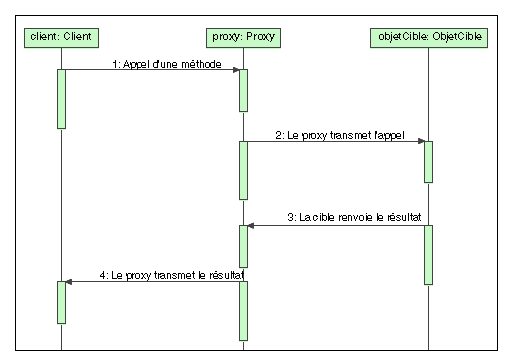 client: Client
proxy: Proxy
objetCible: ObjetCible
1: Appel d'une méthode
2: Le proxy transmet l'appel
3: La cible renvoie le résultat
4: Le proxy transmet le résultat